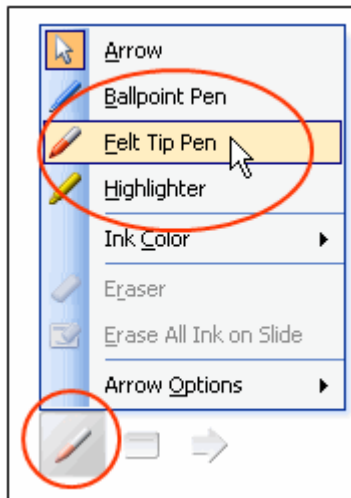 Arrow
Ballpoint Pen
Felt Tip Pen
Highlighter
Ink Color
Eraser
Erase All Ink on Slide
Arrow Options